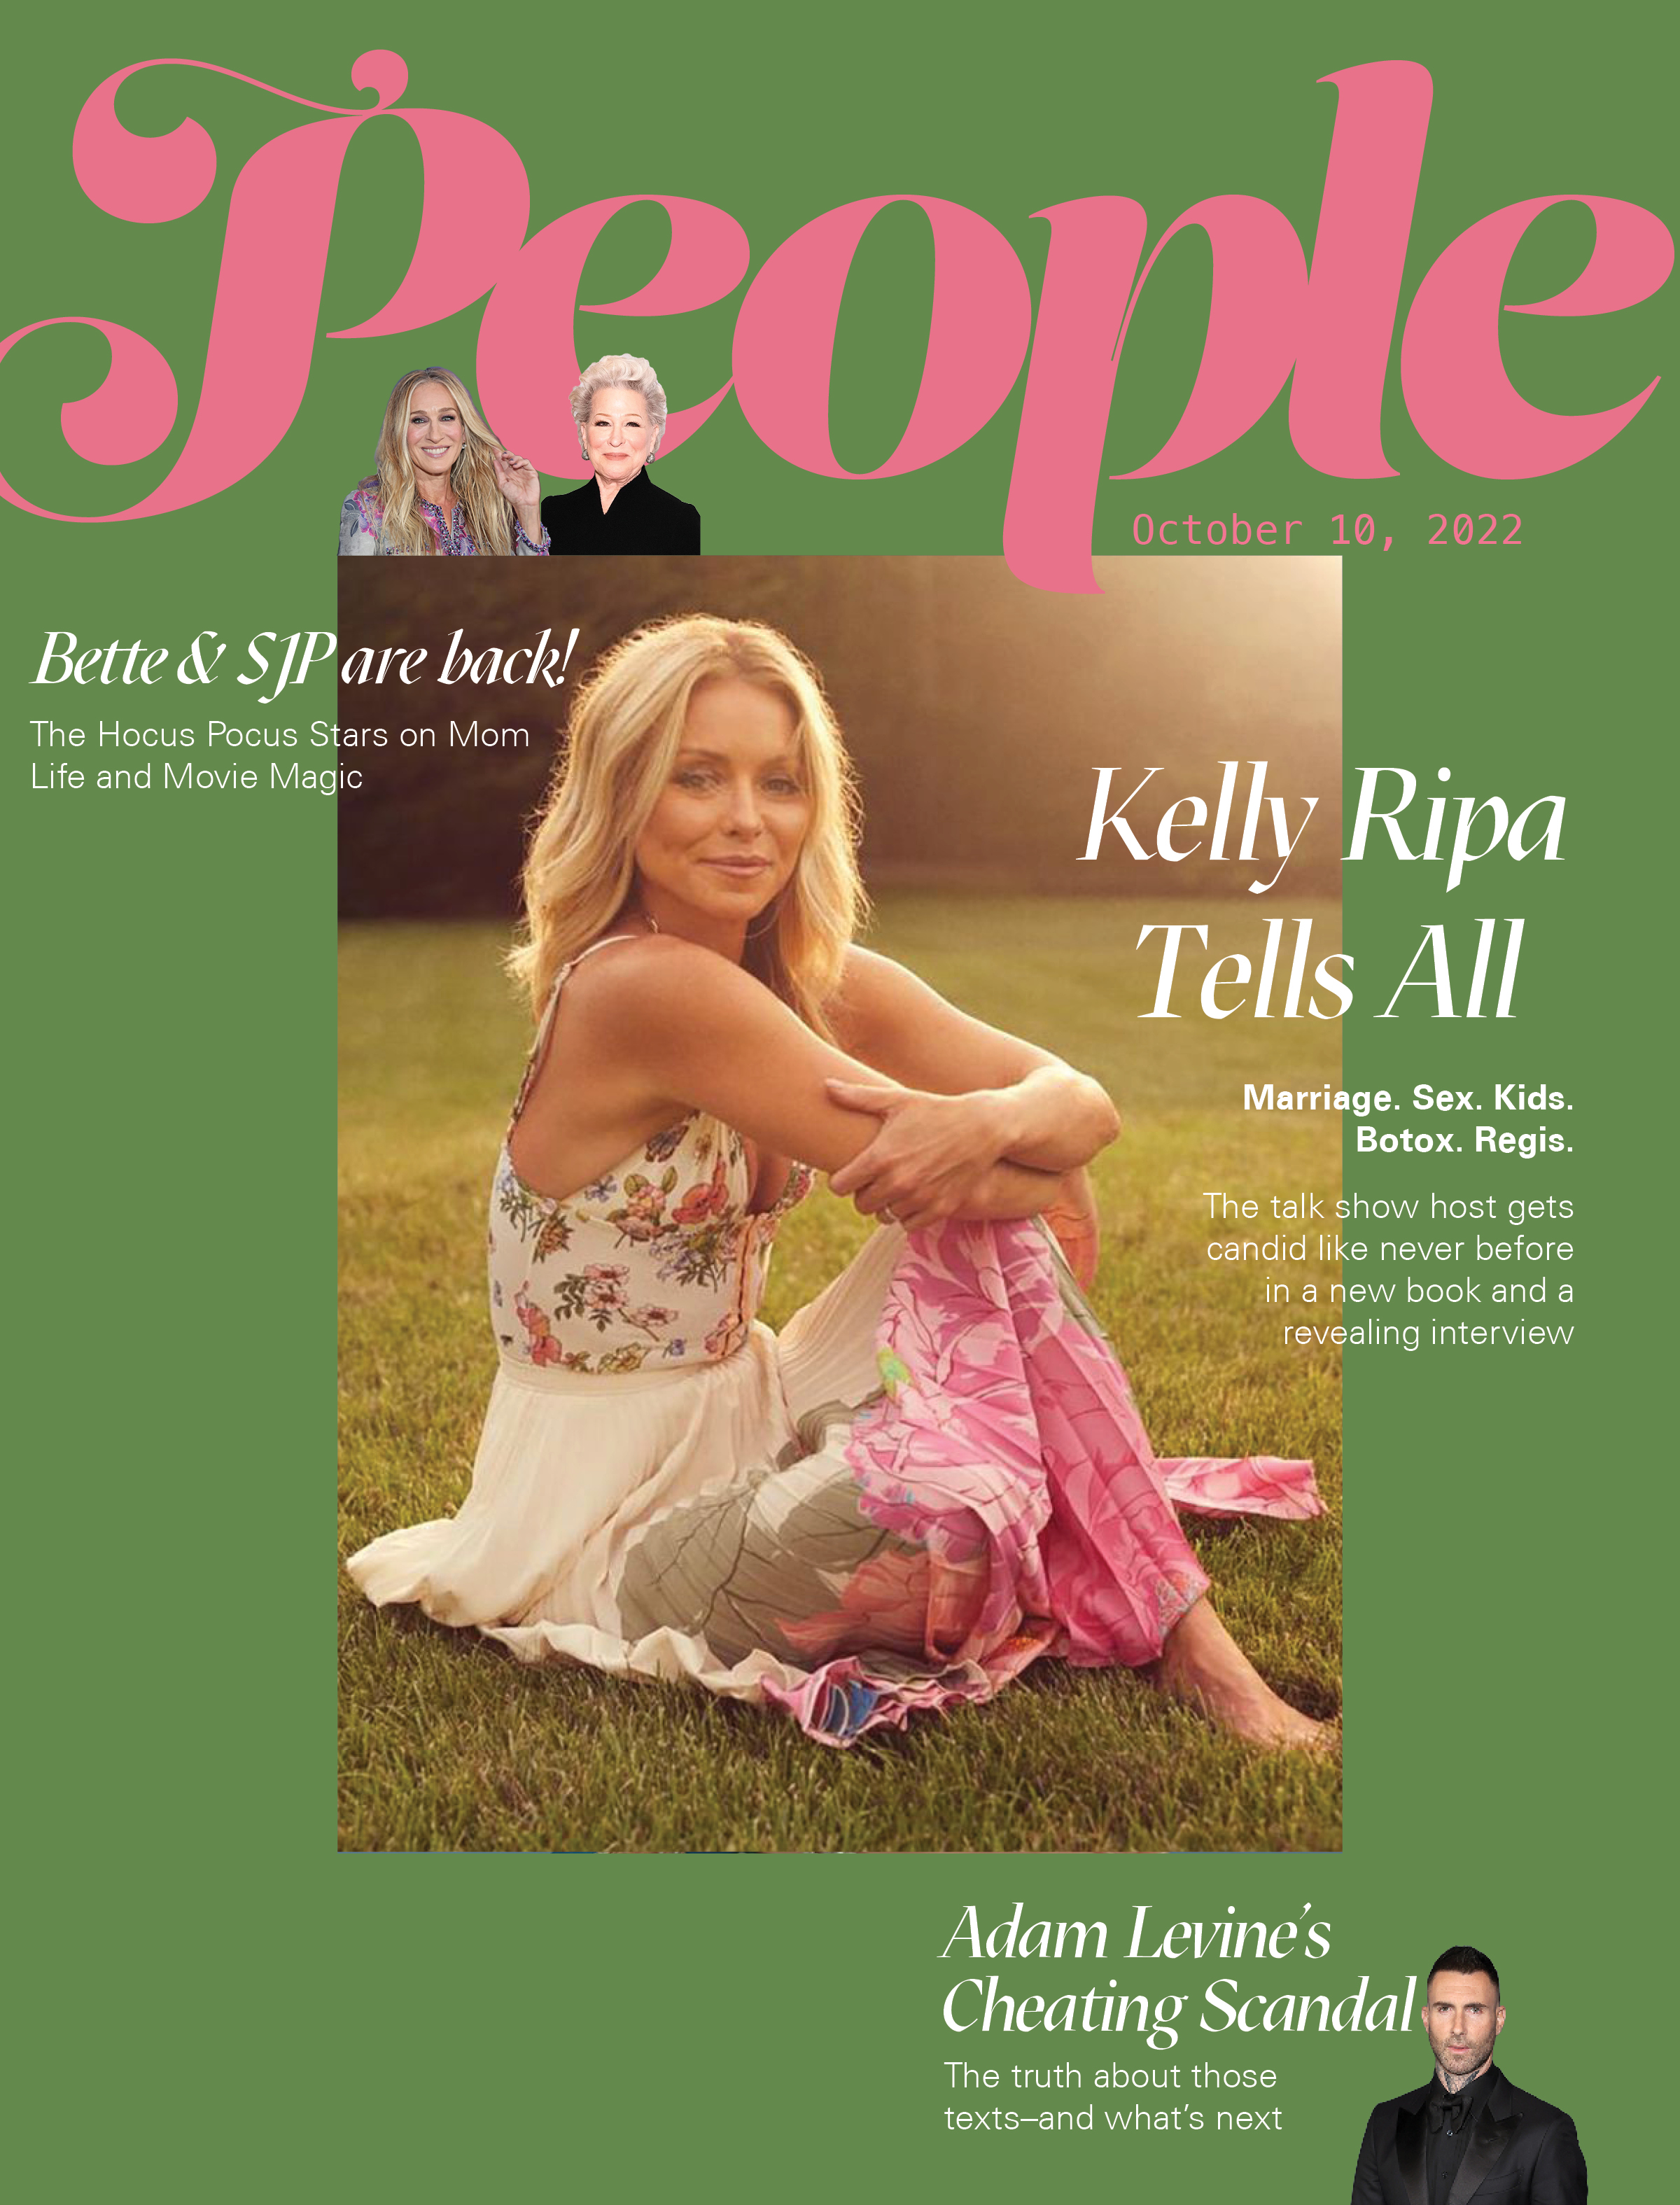 People
October 10, 2022
Bette & SJP are back!
The Hocus Pocus Stars on Mom
Life and Movie Magic
Kelly Ripa
Tells All
Marriage. Sex. Kids.
Botox. Regis.
The talk show host gets
candid like never before
in a new book and a
revealing interview
Adam Levine’s
Cheating Scandal
The truth about those
texts–and what’s next